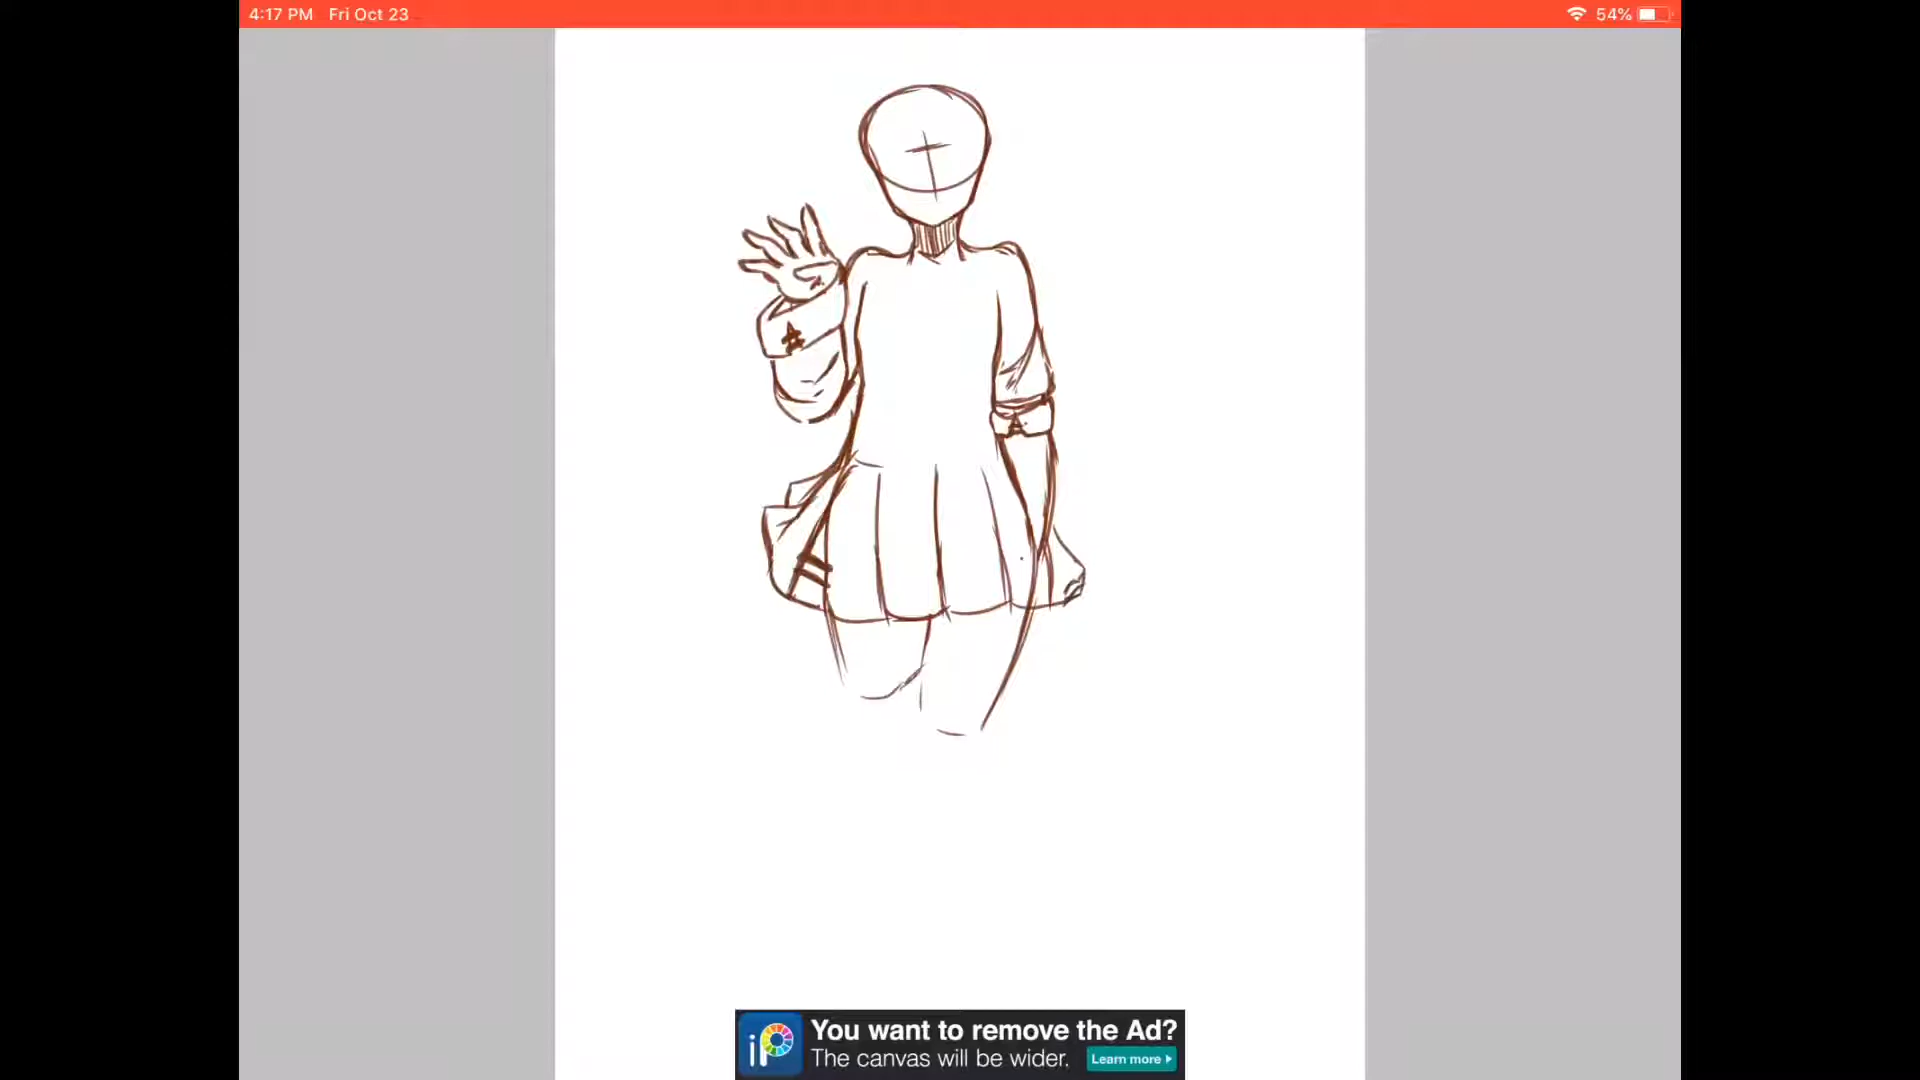 4:17 PM Fri Oct 23
54%
iP
You want to remove the Ad?
The canvas will be wider.
Learn more